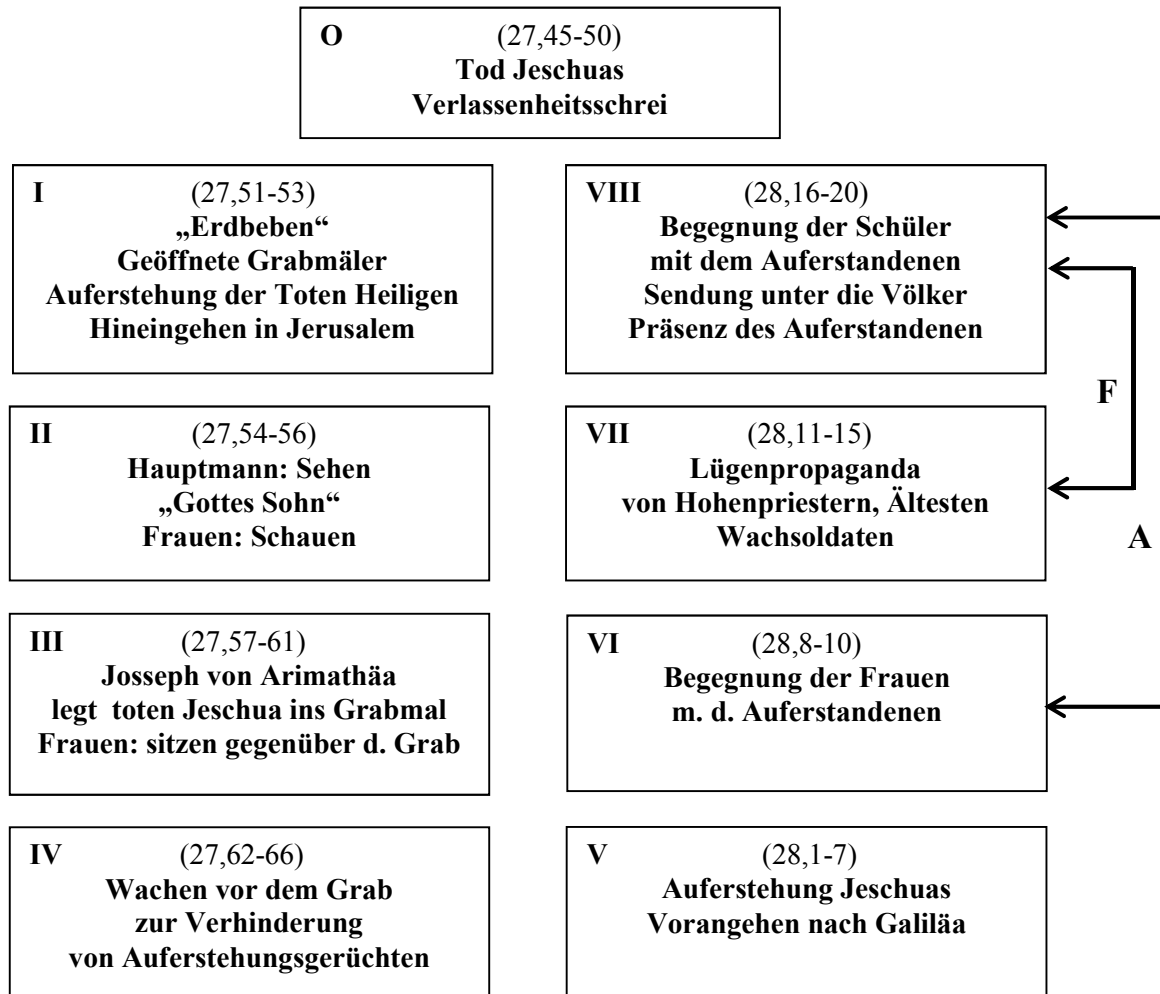 O (27,45-50)
Tod Jeschuas
Verlassenheitsschrei
I (27,51-53)
„Erdbeben“
Geöffnete Grabmäler
Auferstehung der Toten Heiligen
Hineingehen in Jerusalem
II (27,54-56)
Hauptmann: Sehen
„Gottes Sohn“
Frauen: Schauen
III (27,57-61)
Josseph von Arimathäa
legt toten Jeschua ins Grabmal
Frauen: sitzen gegenüber d. Grab
IV (27,62-66)
Wachen vor dem Grab
zur Verhinderung
von Auferstehungsgerüchten
VIII (28,16-20)
Begegnung der Schüler
mit dem Auferstandenen
Sendung unter die Völker
Präsenz des Auferstandenen
VII (28,11-15)
Lügenpropaganda
von Hohenpriestern, Ältesten
Wachsoldaten
VI (28,8-10)
Begegnung der Frauen
m. d. Auferstandenen
V (28,1-7)
Auferstehung Jeschuas
Vorangehen nach Galiläa
F
A